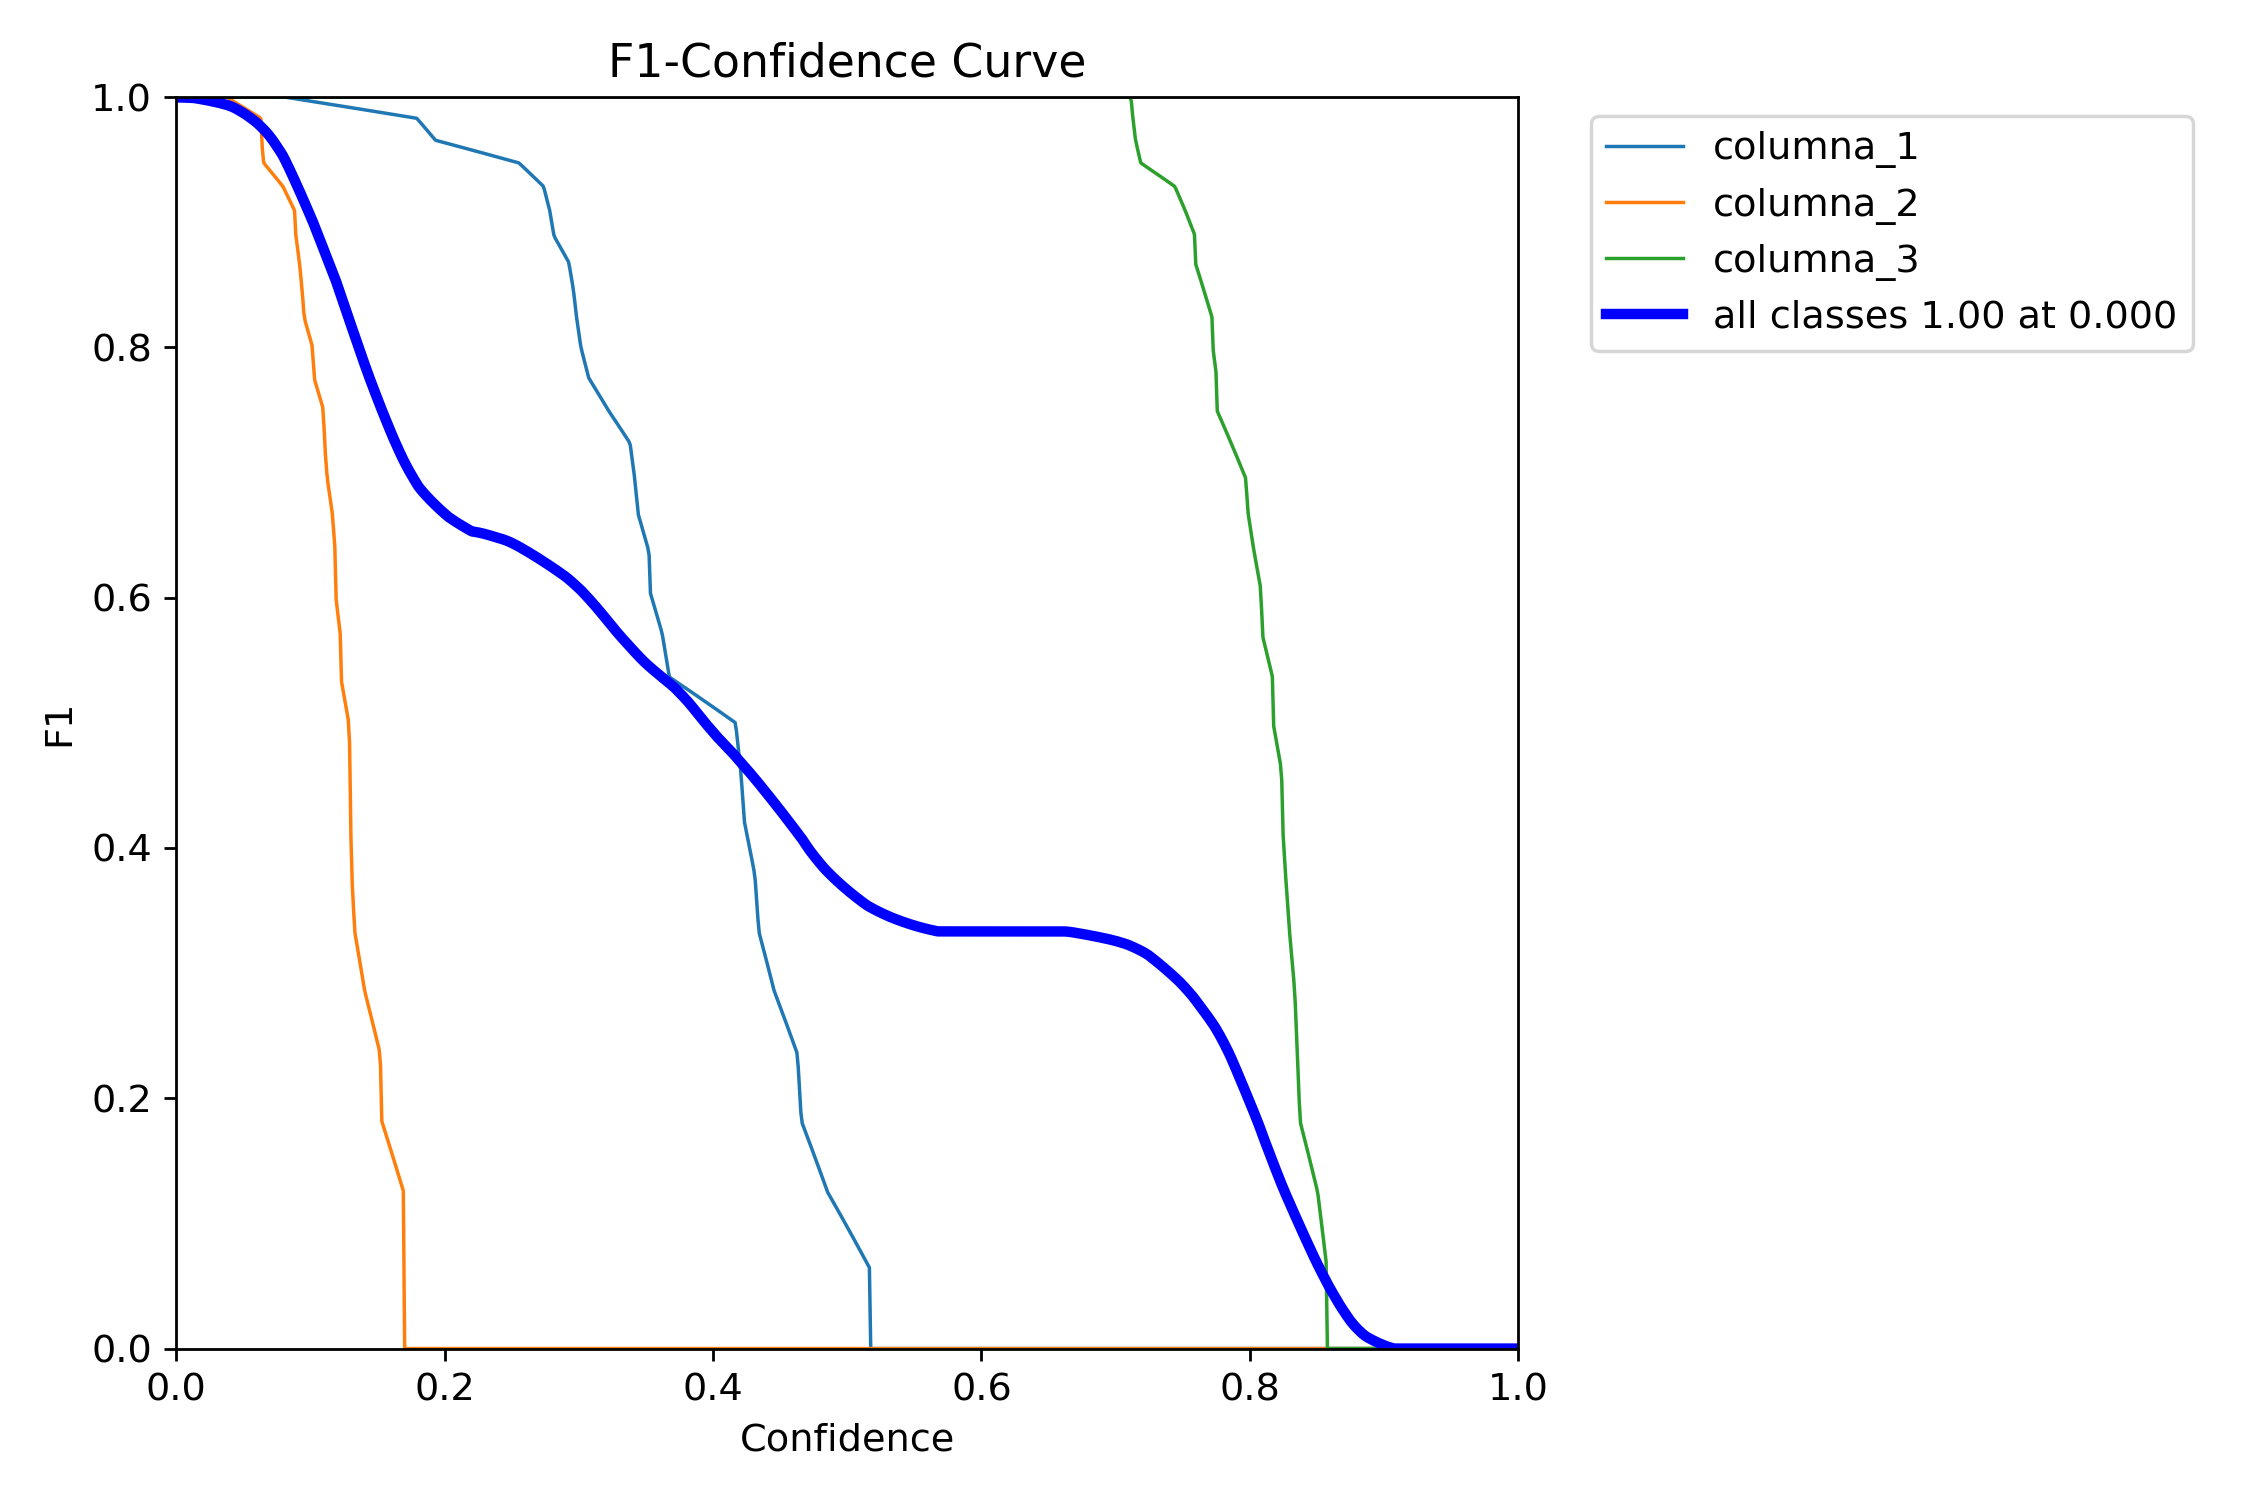 F1-Confidence Curve
1.0
0.8
0.6
0.4
0.2
0.0
F1
0.0 0.2 0.4 0.6 0.8 1.0
Confidence
columna_1
columna_2
columna_3
all classes 1.00 at 0.000